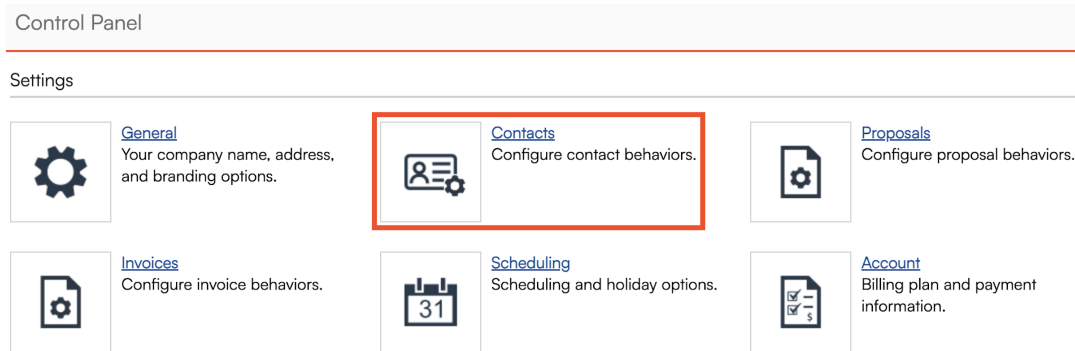 Control Panel
Settings
General
Your company name, address,
and branding options.
Contacts
Configure contact behaviors.
Proposals
Configure proposal behaviors.
Invoices
Configure invoice behaviors.
31
Scheduling
Scheduling and holiday options.
$
Account
Billing plan and payment
information.